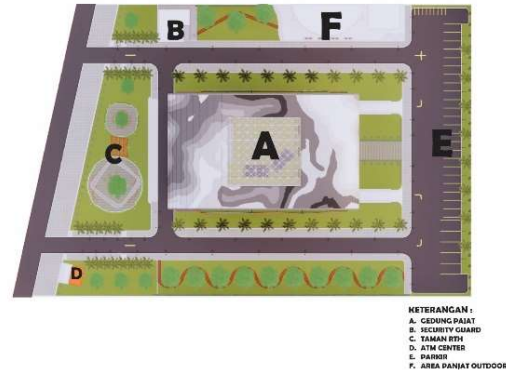 B
F
A
E
C
D
KETERANGAN :
A. GEDUNG PAJAT
B. SECURITY GUARD
C. TAMAN RTH
D. ATM CENTER
E. PARKIR
F. AREA PANJAT OUTDOOR